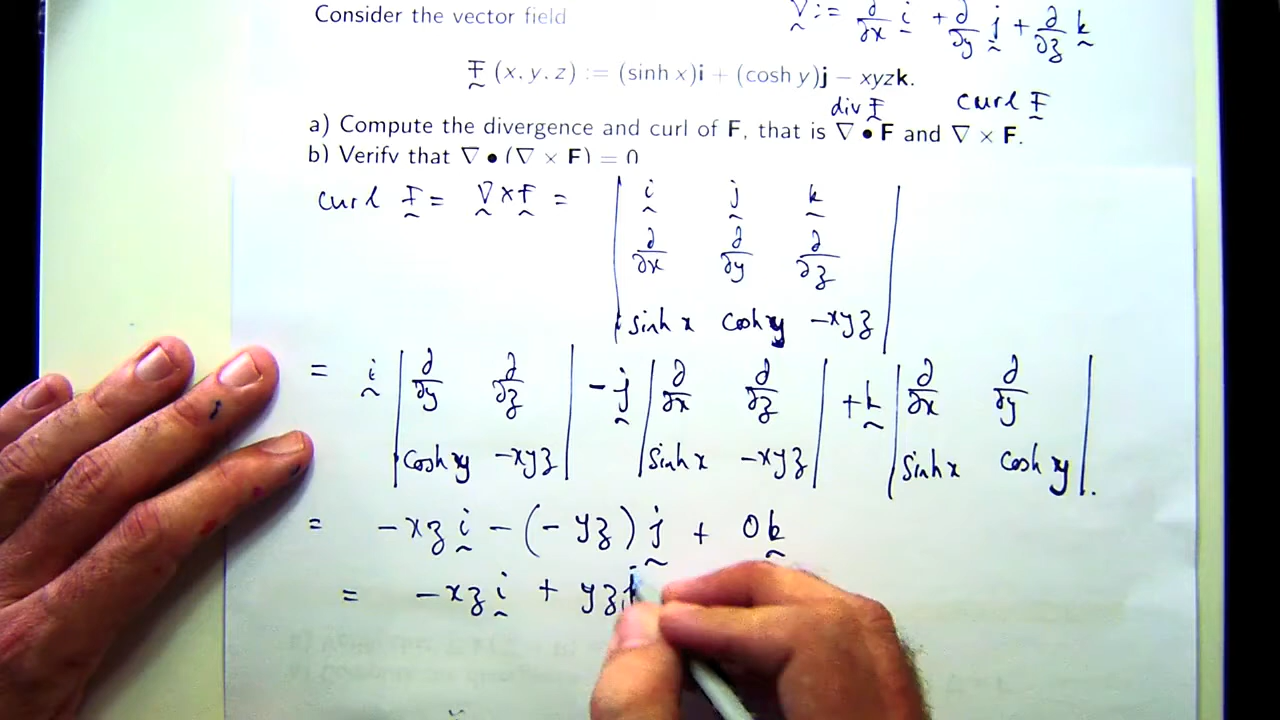 Consider the vector field
∇ := ∂/∂x i + ∂/∂y j + ∂/∂z k
F (x, y, z) := (sinh x)i + (cosh y)j − xyzk.
div F curl F
a) Compute the divergence and curl of F, that is ∇ • F and ∇ × F.
b) Verify that ∇ • (∇ × F) = 0
curl F = ∇ × F = | i j k
∂/∂x ∂/∂y ∂/∂z
sinh x cosh y −xyz |
= i | ∂/∂y ∂/∂z | − j | ∂/∂x ∂/∂z | + k | ∂/∂x ∂/∂y |
| cosh y −xyz | | sinh x −xyz | | sinh x cosh y |.
= −xz i − (−yz) j + 0 k
= −xz i + yz j